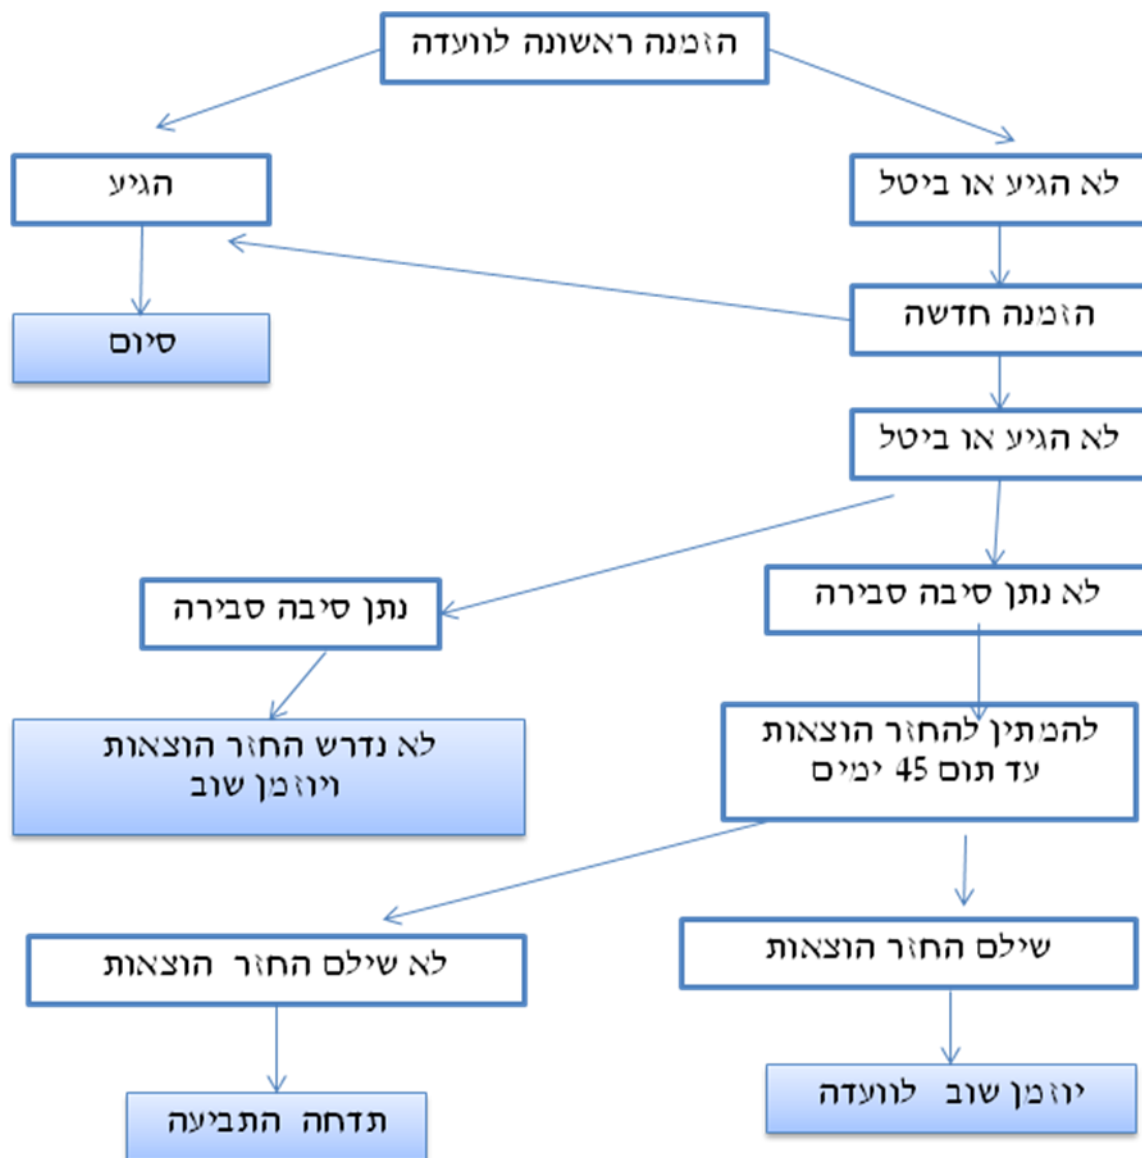 הזמנה ראשונה לוועדה
לא הגיע או ביטל
הגיע
הזמנה חדשה
סיום
לא הגיע או ביטל
לא נתן סיבה סבירה
נתן סיבה סבירה
להמתין להחזר הוצאות
עד תום 45 ימים
לא נדרש החזר הוצאות
ויוזמן שוב
שילם החזר הוצאות
לא שילם החזר הוצאות
יוזמן שוב לוועדה
תדחה התביעה